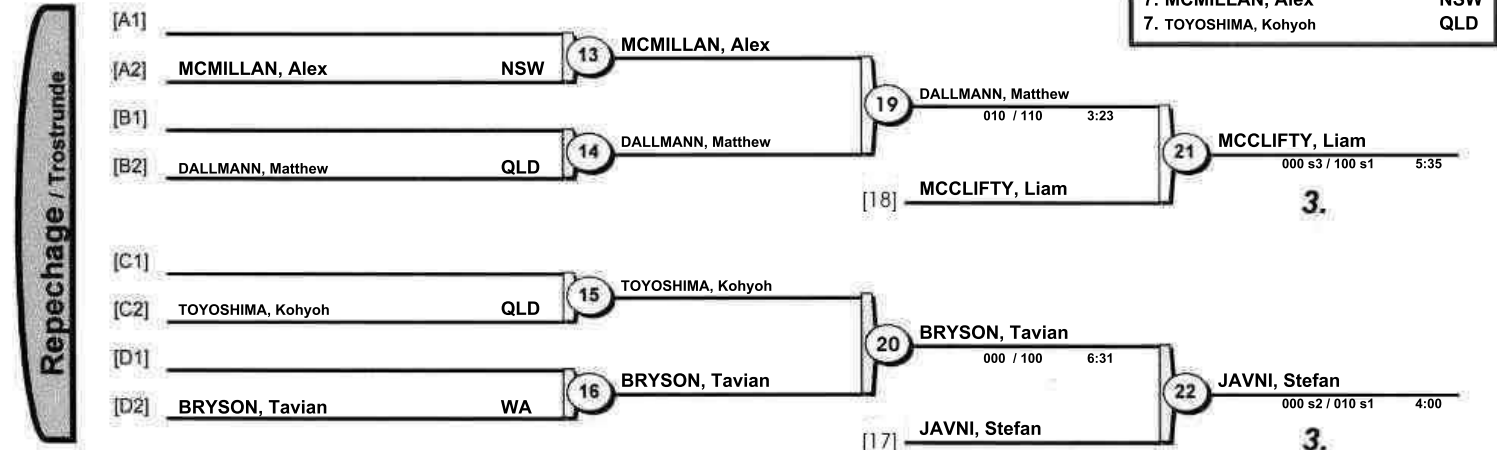 7. MCMILLAN, Alex NSW
7. TOYOSHIMA, Kohyoh QLD
Repechage / Trostrunde
[A1]
[A2] MCMILLAN, Alex NSW
13 MCMILLAN, Alex
[B1]
[B2] DALLMANN, Matthew QLD
14 DALLMANN, Matthew
19 DALLMANN, Matthew
010 / 110 3:23
[18] MCCLIFTY, Liam
21 MCCLIFTY, Liam
000 s3 / 100 s1 5:35
3.
[C1]
[C2] TOYOSHIMA, Kohyoh QLD
15 TOYOSHIMA, Kohyoh
[D1]
[D2] BRYSON, Tavian WA
16 BRYSON, Tavian
20 BRYSON, Tavian
000 / 100 6:31
[17] JAVNI, Stefan
22 JAVNI, Stefan
000 s2 / 010 s1 4:00
3.